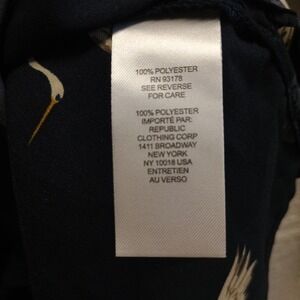 100% POLYESTER
RN 93178
SEE REVERSE
FOR CARE
100% POLYESTER
IMPORTÉ PAR:
REPUBLIC
CLOTHING CORP
1411 BROADWAY
NEW YORK
NY 10018 USA
ENTRETIEN
AU VERSO